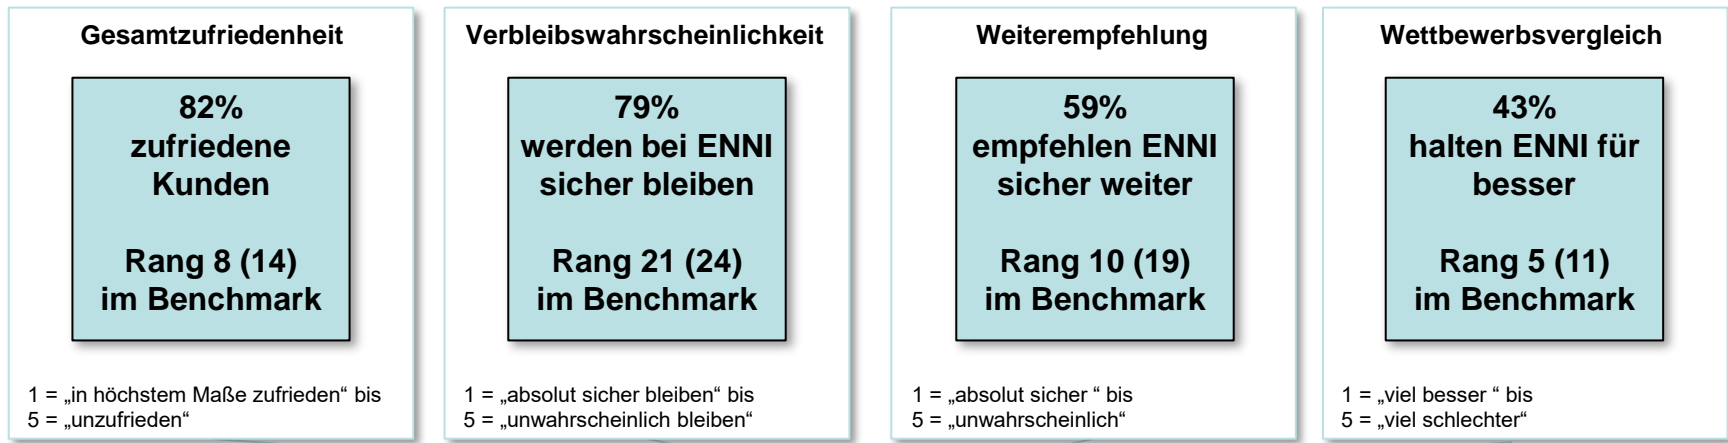 Gesamtzufriedenheit
82%
zufriedene
Kunden
Rang 8 (14)
im Benchmark
1 = „in höchstem Maße zufrieden“ bis
5 = „unzufrieden“
Verbleibswahrscheinlichkeit
79%
werden bei ENNI
sicher bleiben
Rang 21 (24)
im Benchmark
1 = „absolut sicher bleiben“ bis
5 = „unwahrscheinlich bleiben“
Weiterempfehlung
59%
empfehlen ENNI
sicher weiter
Rang 10 (19)
im Benchmark
1 = „absolut sicher “ bis
5 = „unwahrscheinlich“
Wettbewerbsvergleich
43%
halten ENNI für
besser
Rang 5 (11)
im Benchmark
1 = „viel besser “ bis
5 = „viel schlechter“